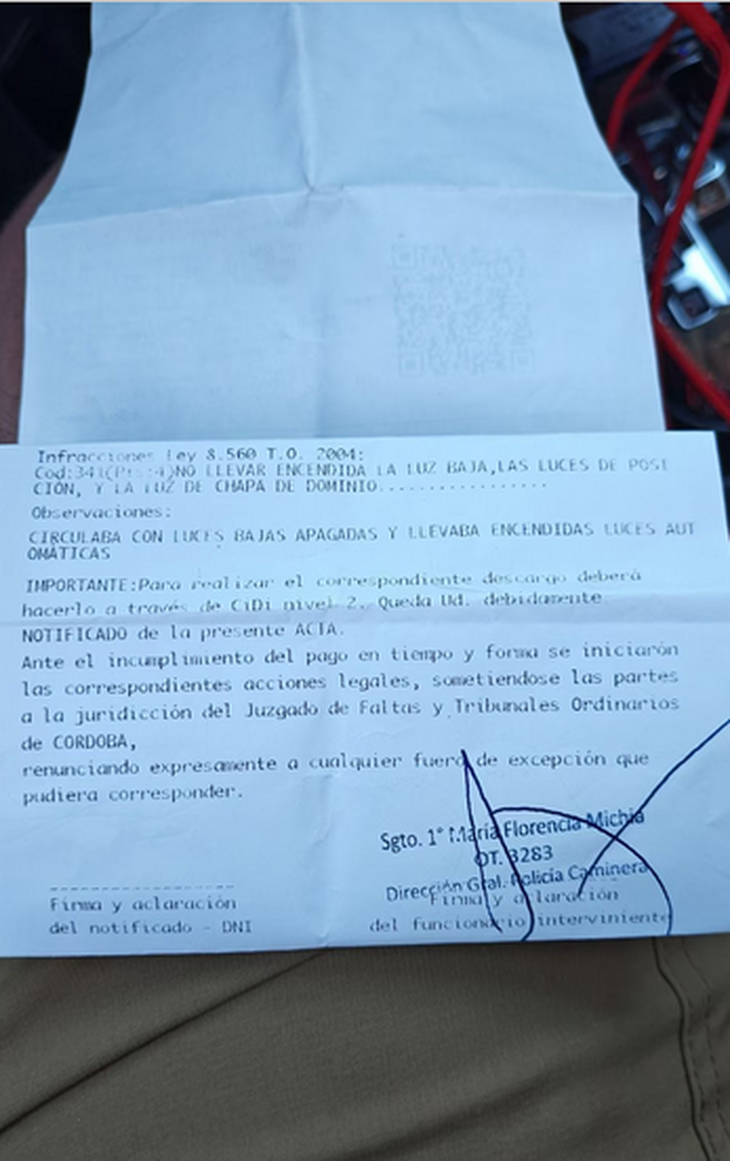 Infracciones Ley 8.560 T.O. 2004:
Cod:341(Pts:4)NO LLEVAR ENCENDIDA LA LUZ BAJA,LAS LUCES DE POSI
CIÓN, Y LA LUZ DE CHAPA DE DOMINIO.................
Observaciones:
CIRCULABA CON LUCES BAJAS APAGADAS Y LLEVABA ENCENDIDAS LUCES AUT
OMÁTICAS
IMPORTANTE:Para realizar el correspondiente descargo deberá
hacerlo a través de CiDi nivel 2. Queda Ud. debidamente
NOTIFICADO de la presente ACTA.
Ante el incumplimiento del pago en tiempo y forma se iniciarón
las correspondientes acciones legales, sometiendose las partes
a la juridicción del Juzgado de Faltas y Tribunales Ordinarios
de CORDOBA,
renunciando expresamente a cualquier fuero de excepción que
pudiera corresponder.
Sgto. 1° María Florencia Michia
OT. 3283
Dirección Gral. Policía Caminera
Firma y aclaración
del notificado - DNI
Firma y aclaración
del funcionario interviniente